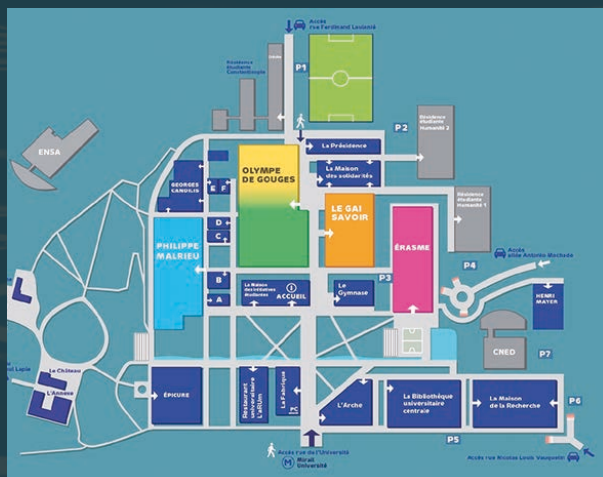 Accès
rue Ferdinand Lavianté
P1
Résidence
étudiante
Constantinople
P2
Résidence
étudiante
Humanité 2
La Présidence
La Maison
des solidarités
ENSA
GEORGES
CANDILIS
E
F
OLYMPE
DE GOUGES
LE GAI
SAVOIR
ÉRASME
Résidence
étudiante
Humanité 1
D
C
PHILIPPE
MALRIEU
Accès
allée Antonio Machado
P4
B
A
La Maison
des initiatives
étudiantes
ACCUEIL
Le
Gymnase
P3
HENRI
MAYER
CNED
P7
Le Château
L'Annexe
ÉPICURE
Restaurant
universitaire
La Fabrique
L'Arche
La Bibliothèque
universitaire
centrale
La Maison
de la Recherche
P6
P5
Accès rue de l'Université
M Mirail
Université
Accès rue Nicolas Louis Vauquelin